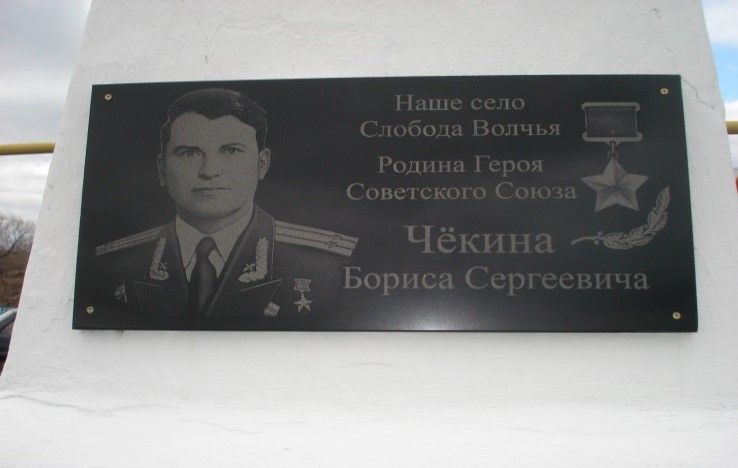 Наше село
Слобода Волчья
Родина Героя
Советского Союза
Чёкина
Бориса Сергеевича